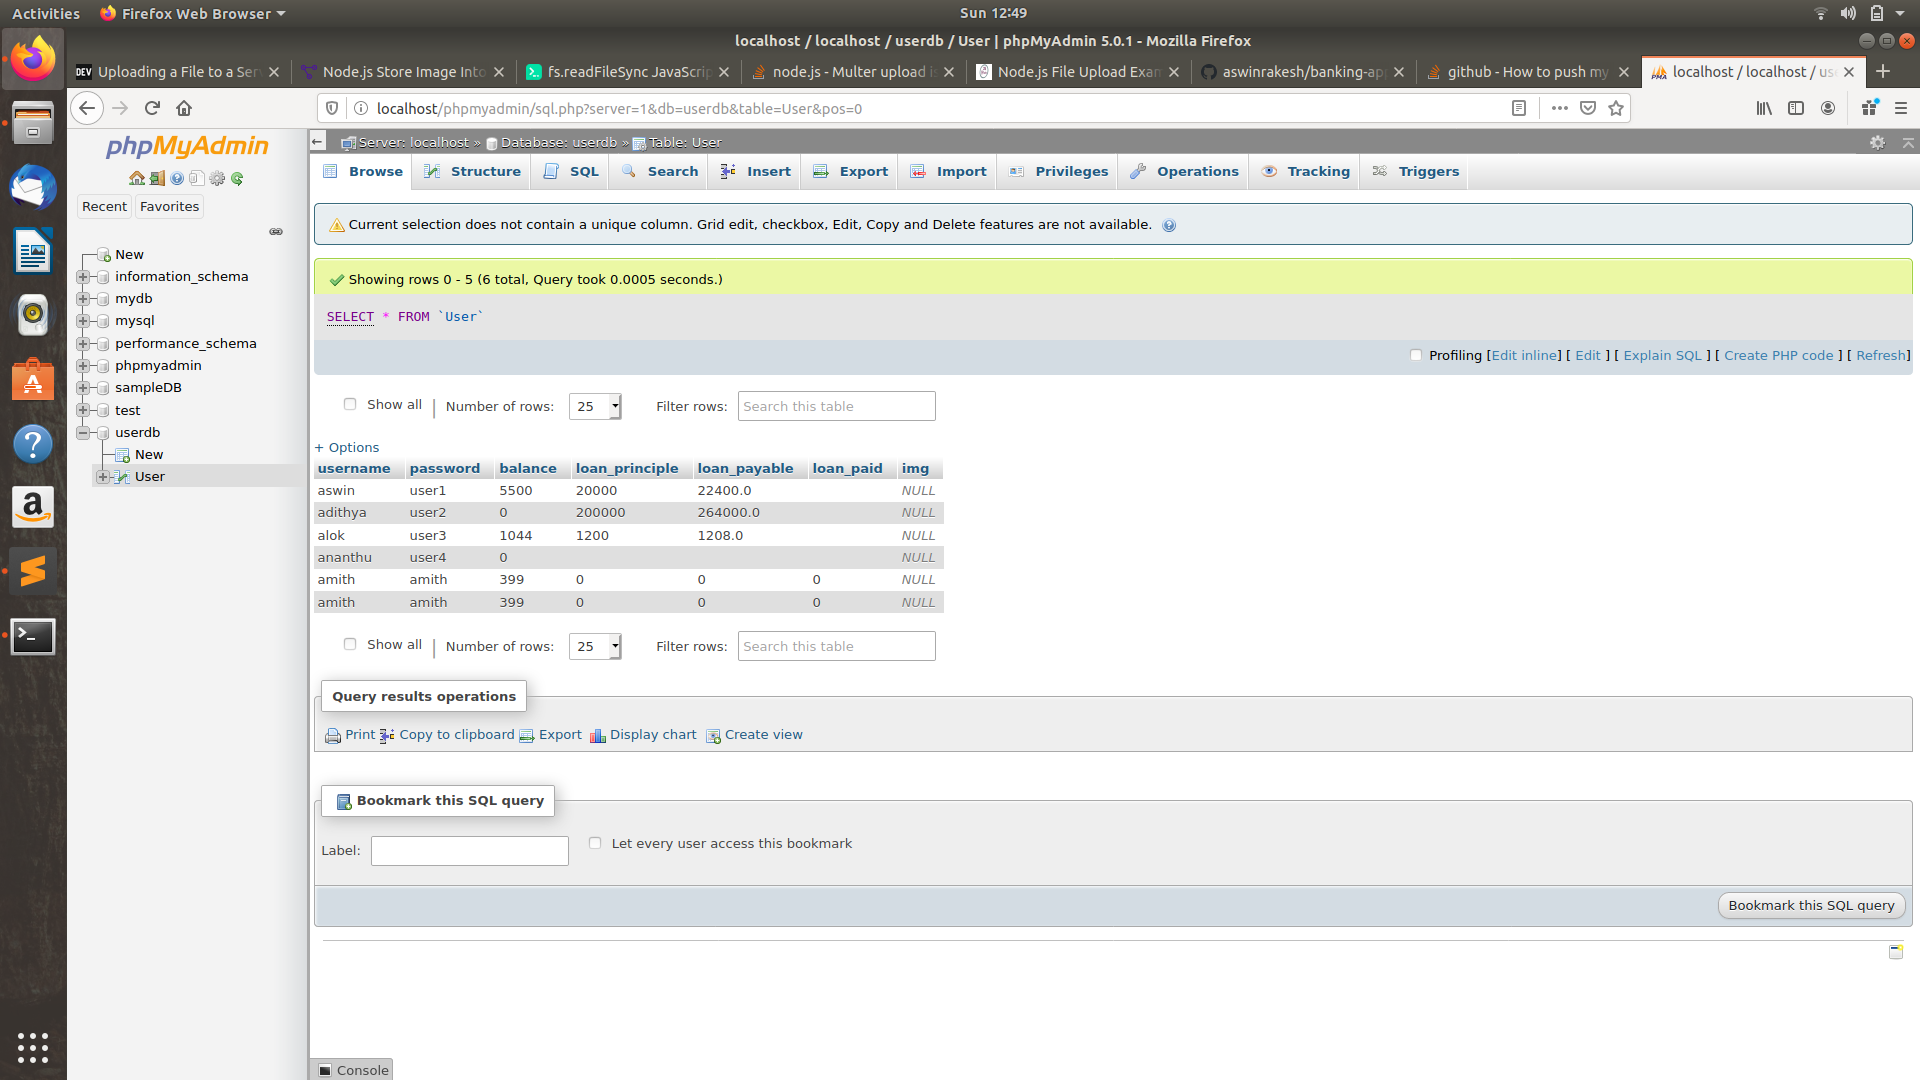 Activities Firefox Web Browser Sun 12:49
localhost / localhost / userdb / User | phpMyAdmin 5.0.1 - Mozilla Firefox
DEV Uploading a File to a Ser Node.js Store Image Into fs.readFileSync JavaScrip node.js - Multer upload is Node.js File Upload Exam aswinrakesh/banking-app github - How to push my localhost / localhost / use
localhost/phpmyadmin/sql.php?server=1&db=userdb&table=User&pos=0
phpMyAdmin
Recent Favorites
New
information_schema
mydb
mysql
performance_schema
phpmyadmin
sampleDB
test
userdb
New
User
Server: localhost » Database: userdb » Table: User
Browse Structure SQL Search Insert Export Import Privileges Operations Tracking Triggers
Current selection does not contain a unique column. Grid edit, checkbox, Edit, Copy and Delete features are not available.
Showing rows 0 - 5 (6 total, Query took 0.0005 seconds.)
SELECT * FROM `User`
Profiling [Edit inline] [ Edit ] [ Explain SQL ] [ Create PHP code ] [ Refresh]
Show all | Number of rows: 25 Filter rows: Search this table
+ Options
username password balance loan_principle loan_payable loan_paid img
aswin user1 5500 20000 22400.0 NULL
adithya user2 0 200000 264000.0 NULL
alok user3 1044 1200 1208.0 NULL
ananthu user4 0 NULL
amith amith 399 0 0 0 NULL
amith amith 399 0 0 0 NULL
Show all | Number of rows: 25 Filter rows: Search this table
Query results operations
Print Copy to clipboard Export Display chart Create view
Bookmark this SQL query
Label: Let every user access this bookmark
Bookmark this SQL query
Console